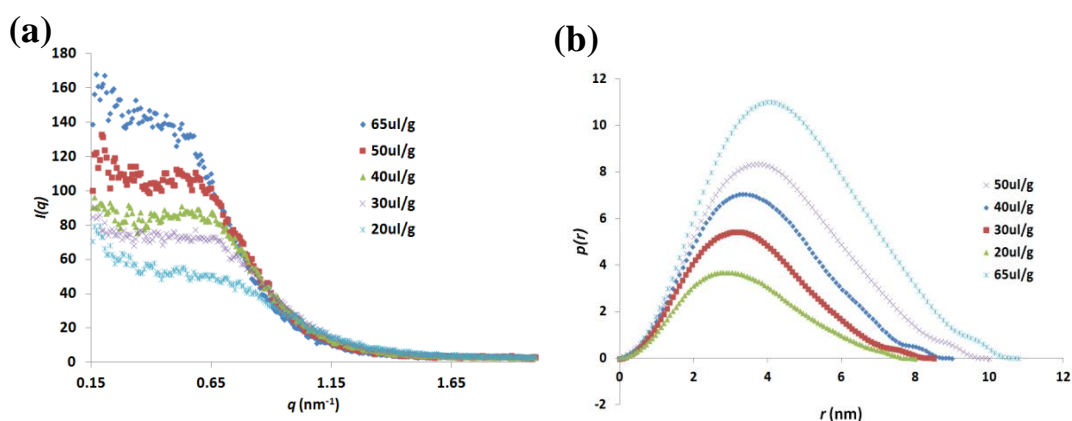 (a)
180
160
140
120
100
80
60
40
20
0
I(q)
0.15 0.65 1.15 1.65
q (nm⁻¹)
65ul/g
50ul/g
40ul/g
30ul/g
20ul/g
(b)
12
10
8
6
4
2
0
-2
p(r)
0 2 4 6 8 10 12
r (nm)
50ul/g
40ul/g
30ul/g
20ul/g
65ul/g